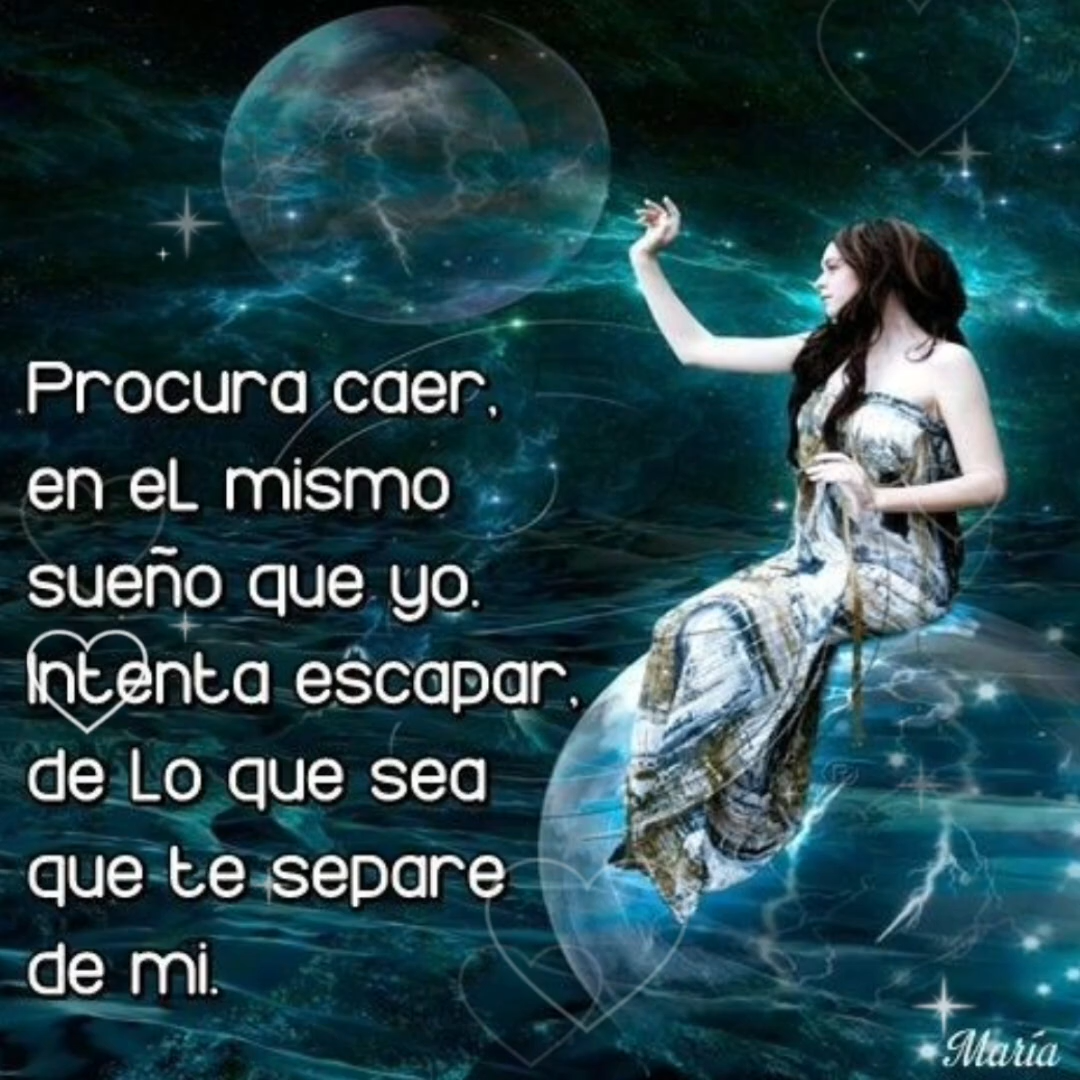 Procura caer,
en eL mismo
sueño que yo.
Intenta escapar,
de Lo que sea
que te separe
de mi.
María